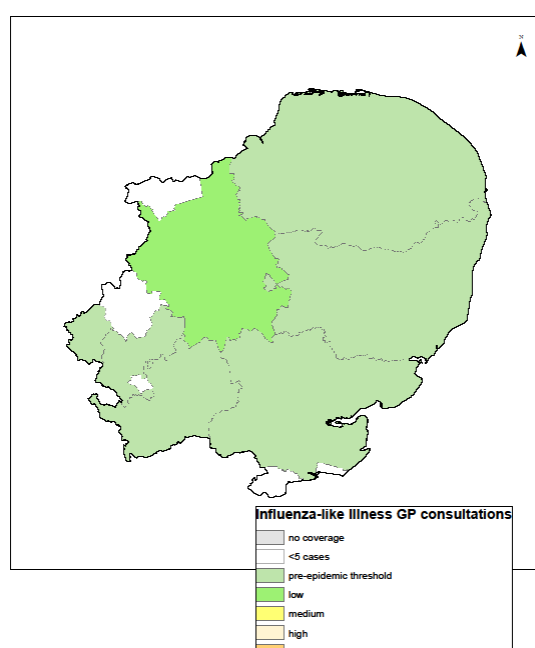 N
Influenza-like Illness GP consultations
no coverage
<5 cases
pre-epidemic threshold
low
medium
high